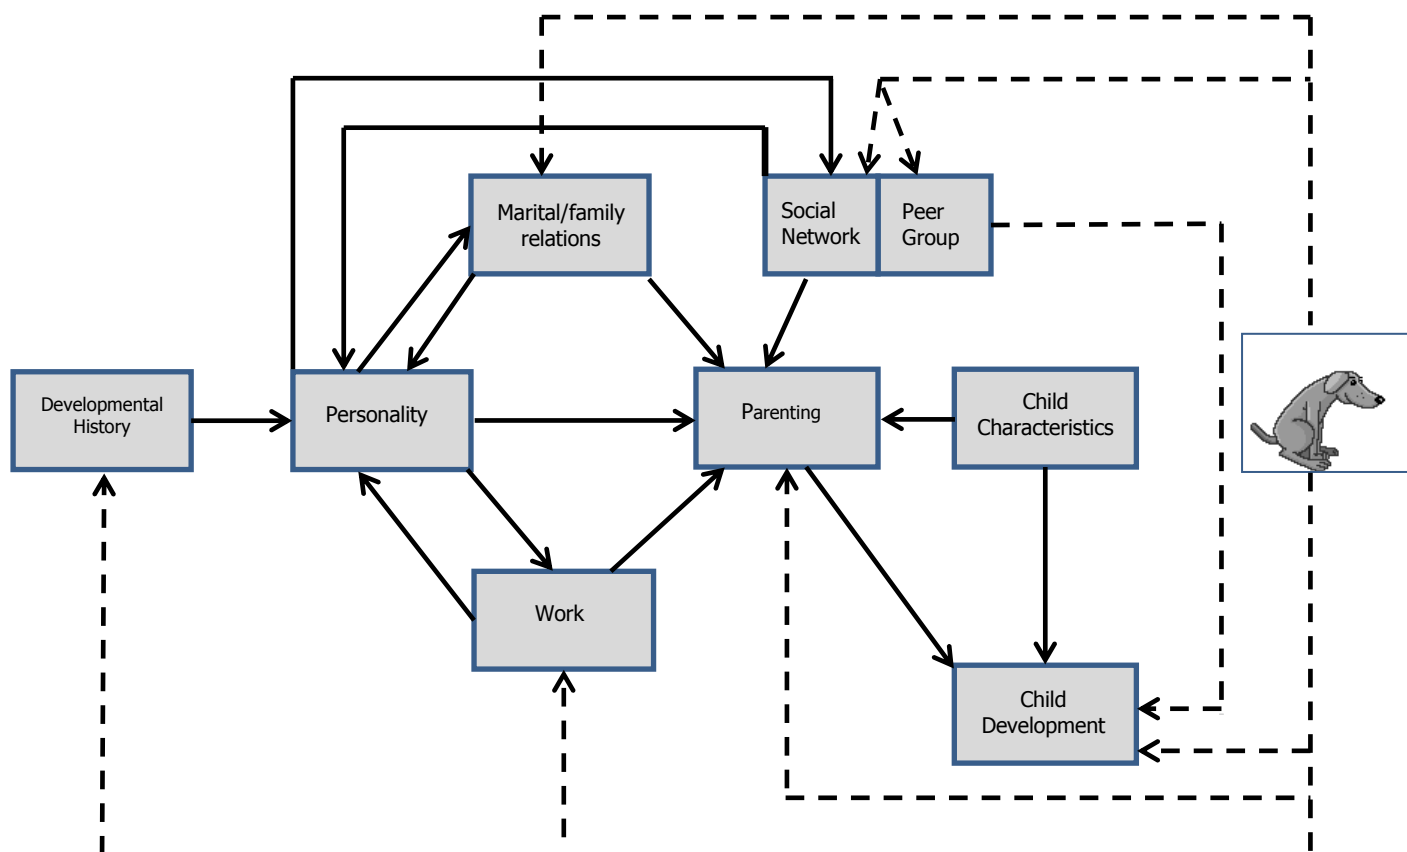 Marital/family
relations
Social
Network
Peer
Group
Developmental
History
Personality
Parenting
Child
Characteristics
Work
Child
Development